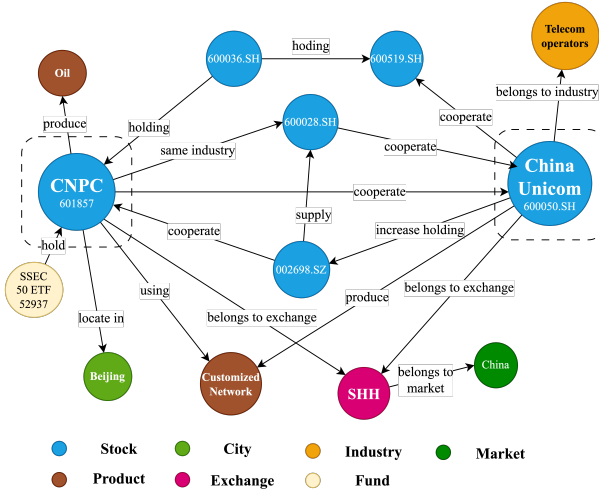 Telecom
operators
hoding
600036.SH
600519.SH
Oil
belongs to industry
produce
holding
600028.SH
cooperate
same industry
cooperate
CNPC
601857
China
Unicom
600050.SH
cooperate
supply
cooperate
increase holding
hold
002698.SZ
SSEC
50 ETF
52937
using
produce
belongs to exchange
locate in
belongs to exchange
Beijing
Customized
Network
SHH
belongs to
market
China
Stock
City
Industry
Market
Product
Exchange
Fund